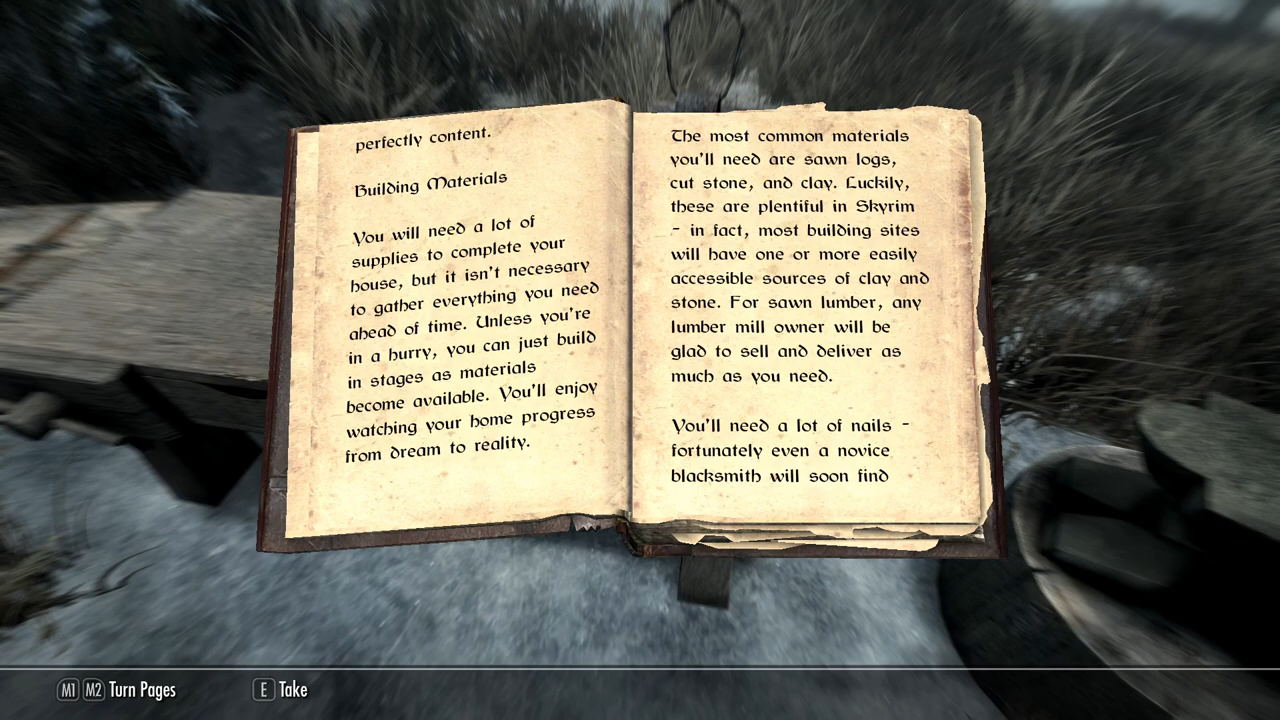 perfectly content.
Building Materials
You will need a lot of
supplies to complete your
house, but it isn't necessary
to gather everything you need
ahead of time. Unless you're
in a hurry, you can just build
in stages as materials
become available. You'll enjoy
watching your home progress
from dream to reality.
The most common materials
you'll need are sawn logs,
cut stone, and clay. Luckily,
these are plentiful in Skyrim
- in fact, most building sites
will have one or more easily
accessible sources of clay and
stone. For sawn lumber, any
lumber mill owner will be
glad to sell and deliver as
much as you need.
You'll need a lot of nails -
fortunately even a novice
blacksmith will soon find
M1 M2 Turn Pages
E Take